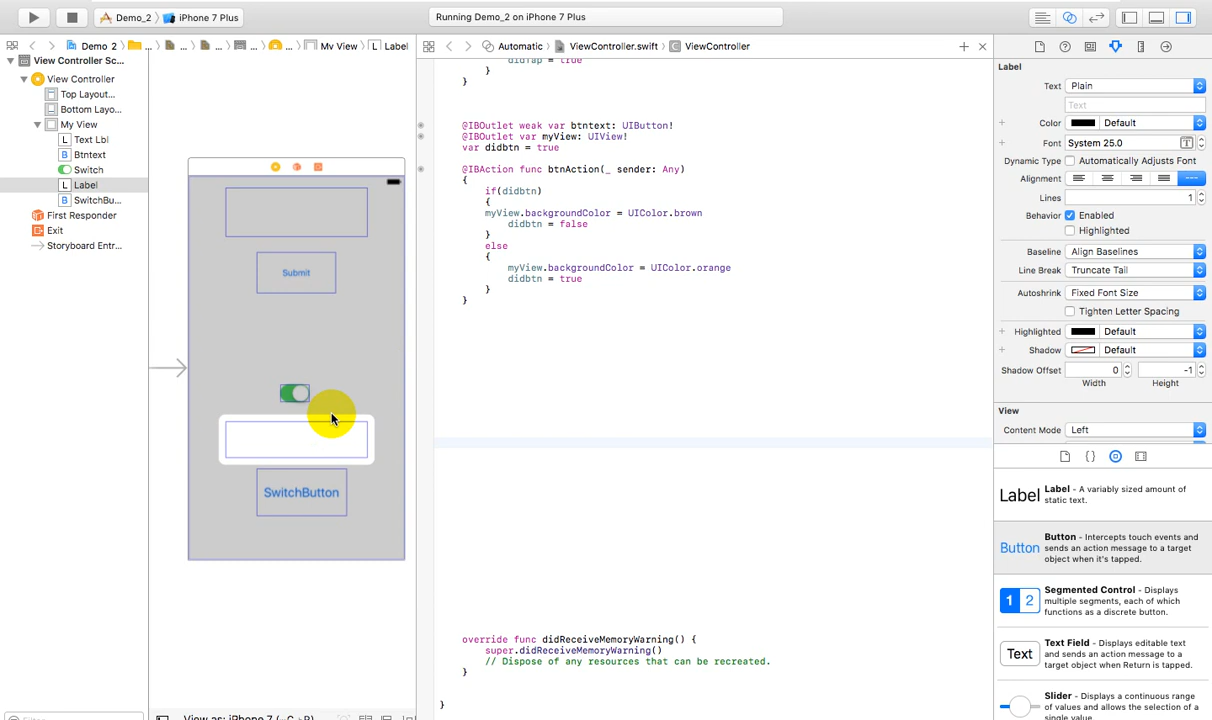 Demo_2 › iPhone 7 Plus
Running Demo_2 on iPhone 7 Plus
Demo 2 › ... › ... › ... › ... › ... › My View › L Label
Automatic › ViewController.swift › ViewController
View Controller Sc...
View Controller
Top Layout...
Bottom Layo...
My View
L Text Lbl
B Btntext
Switch
L Label
B SwitchBu...
First Responder
Exit
Storyboard Entr...
Submit
SwitchButton
View as: iPhone 7 (
didTap = true
}
}
@IBOutlet weak var btntext: UIButton!
@IBOutlet var myView: UIView!
var didbtn = true
@IBAction func btnAction(_ sender: Any)
{
if(didbtn)
{
myView.backgroundColor = UIColor.brown
didbtn = false
}
else
{
myView.backgroundColor = UIColor.orange
didbtn = true
}
}
override func didReceiveMemoryWarning() {
super.didReceiveMemoryWarning()
// Dispose of any resources that can be recreated.
}
}
Label
Text Plain
Text
Color Default
Font System 25.0
Dynamic Type Automatically Adjusts Font
Alignment
Lines 1
Behavior Enabled
Highlighted
Baseline Align Baselines
Line Break Truncate Tail
Autoshrink Fixed Font Size
Tighten Letter Spacing
Highlighted Default
Shadow Default
Shadow Offset 0 -1
Width Height
View
Content Mode Left
Label Label - A variably sized amount of
static text.
Button Button - Intercepts touch events and
sends an action message to a target
object when it's tapped.
1 2 Segmented Control - Displays
multiple segments, each of which
functions as a discrete button.
Text Text Field - Displays editable text
and sends an action message to a
target object when Return is tapped.
Slider - Displays a continuous range
of values and allows the selection of a
single value.